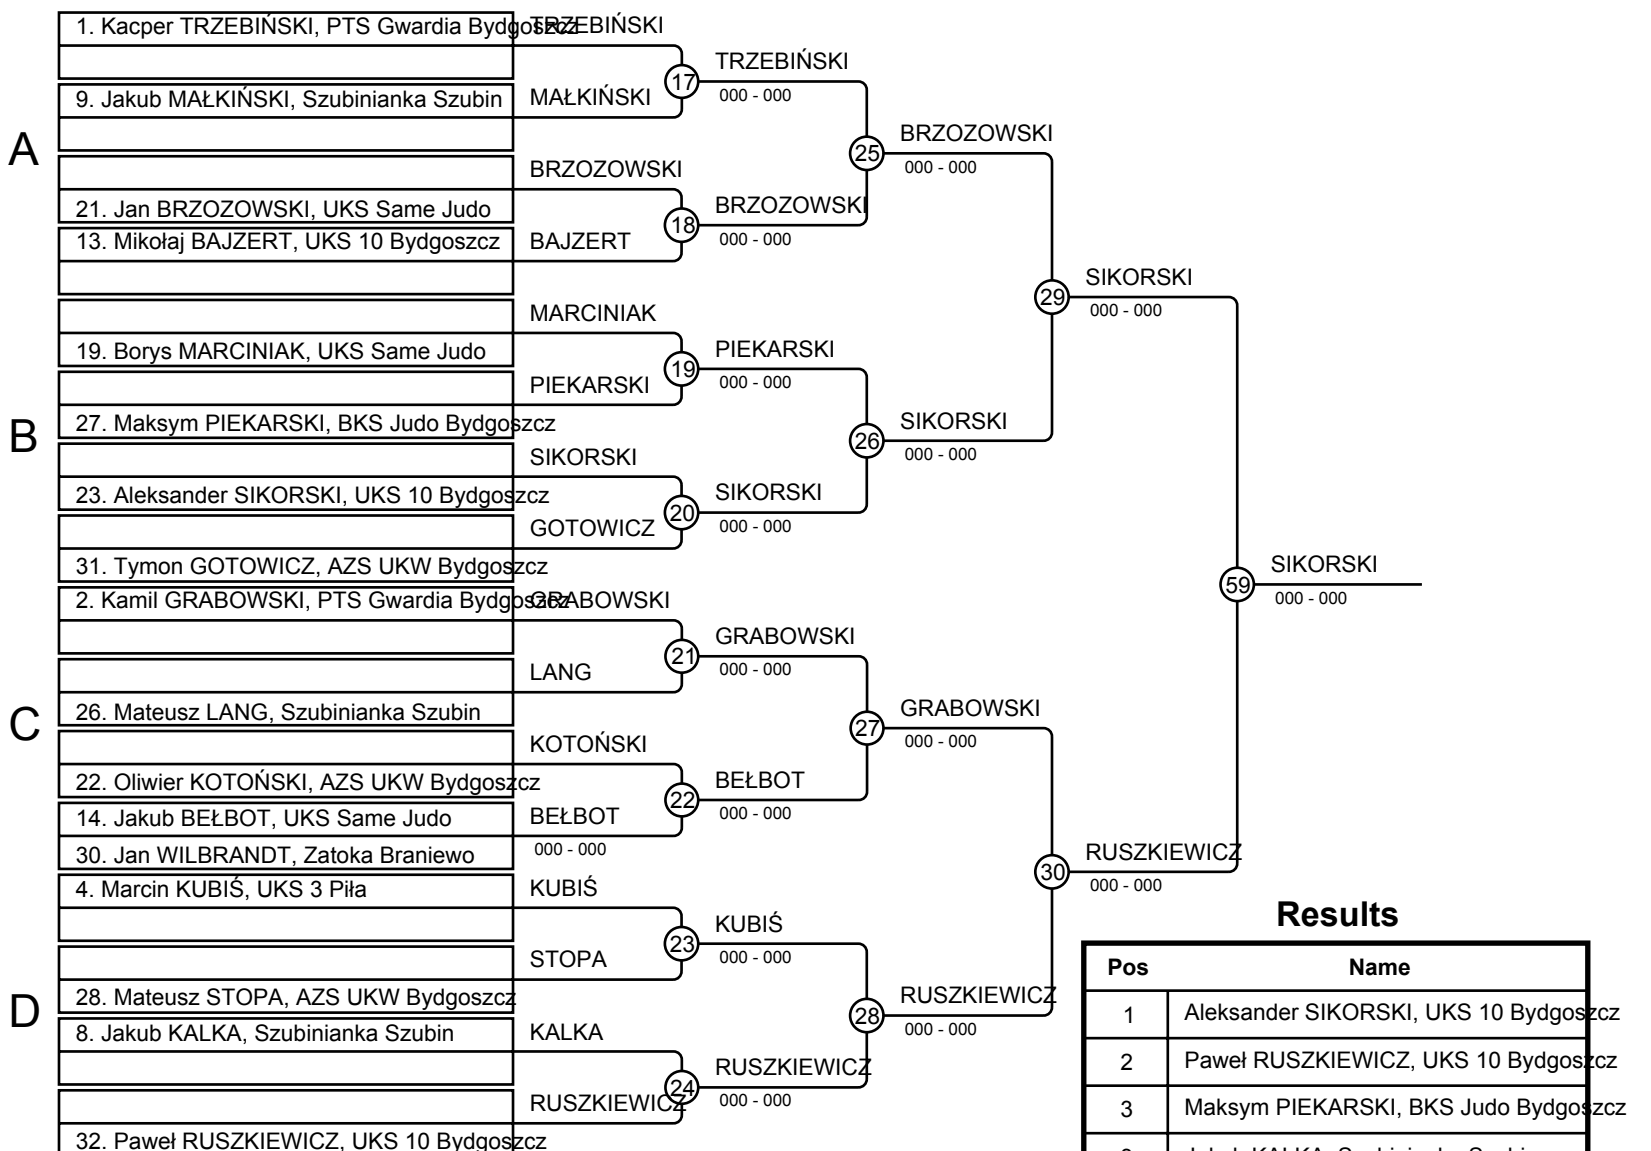 1. Kacper TRZEBIŃSKI, PTS Gwardia Bydgoszcz
TRZEBIŃSKI
17
TRZEBIŃSKI
000 - 000
9. Jakub MAŁKIŃSKI, Szubinianka Szubin
MAŁKIŃSKI
A
25
BRZOZOWSKI
000 - 000
BRZOZOWSKI
21. Jan BRZOZOWSKI, UKS Same Judo
18
BRZOZOWSKI
000 - 000
13. Mikołaj BAJZERT, UKS 10 Bydgoszcz
BAJZERT
29
SIKORSKI
000 - 000
MARCINIAK
19. Borys MARCINIAK, UKS Same Judo
19
PIEKARSKI
000 - 000
PIEKARSKI
27. Maksym PIEKARSKI, BKS Judo Bydgoszcz
B
26
SIKORSKI
000 - 000
SIKORSKI
23. Aleksander SIKORSKI, UKS 10 Bydgoszcz
20
SIKORSKI
000 - 000
GOTOWICZ
31. Tymon GOTOWICZ, AZS UKW Bydgoszcz
59
SIKORSKI
000 - 000
2. Kamil GRABOWSKI, PTS Gwardia Bydgoszcz
GRABOWSKI
21
GRABOWSKI
000 - 000
LANG
26. Mateusz LANG, Szubinianka Szubin
C
27
GRABOWSKI
000 - 000
KOTOŃSKI
22. Oliwier KOTOŃSKI, AZS UKW Bydgoszcz
22
BEŁBOT
000 - 000
14. Jakub BEŁBOT, UKS Same Judo
BEŁBOT
000 - 000
30. Jan WILBRANDT, Zatoka Braniewo
30
RUSZKIEWICZ
000 - 000
4. Marcin KUBIŚ, UKS 3 Piła
KUBIŚ
23
KUBIŚ
000 - 000
STOPA
28. Mateusz STOPA, AZS UKW Bydgoszcz
D
28
RUSZKIEWICZ
000 - 000
8. Jakub KALKA, Szubinianka Szubin
KALKA
24
RUSZKIEWICZ
000 - 000
RUSZKIEWICZ
32. Paweł RUSZKIEWICZ, UKS 10 Bydgoszcz
Results
Pos Name
1 Aleksander SIKORSKI, UKS 10 Bydgoszcz
2 Paweł RUSZKIEWICZ, UKS 10 Bydgoszcz
3 Maksym PIEKARSKI, BKS Judo Bydgoszcz
Jakub KALKA, Szubinianka Szubin